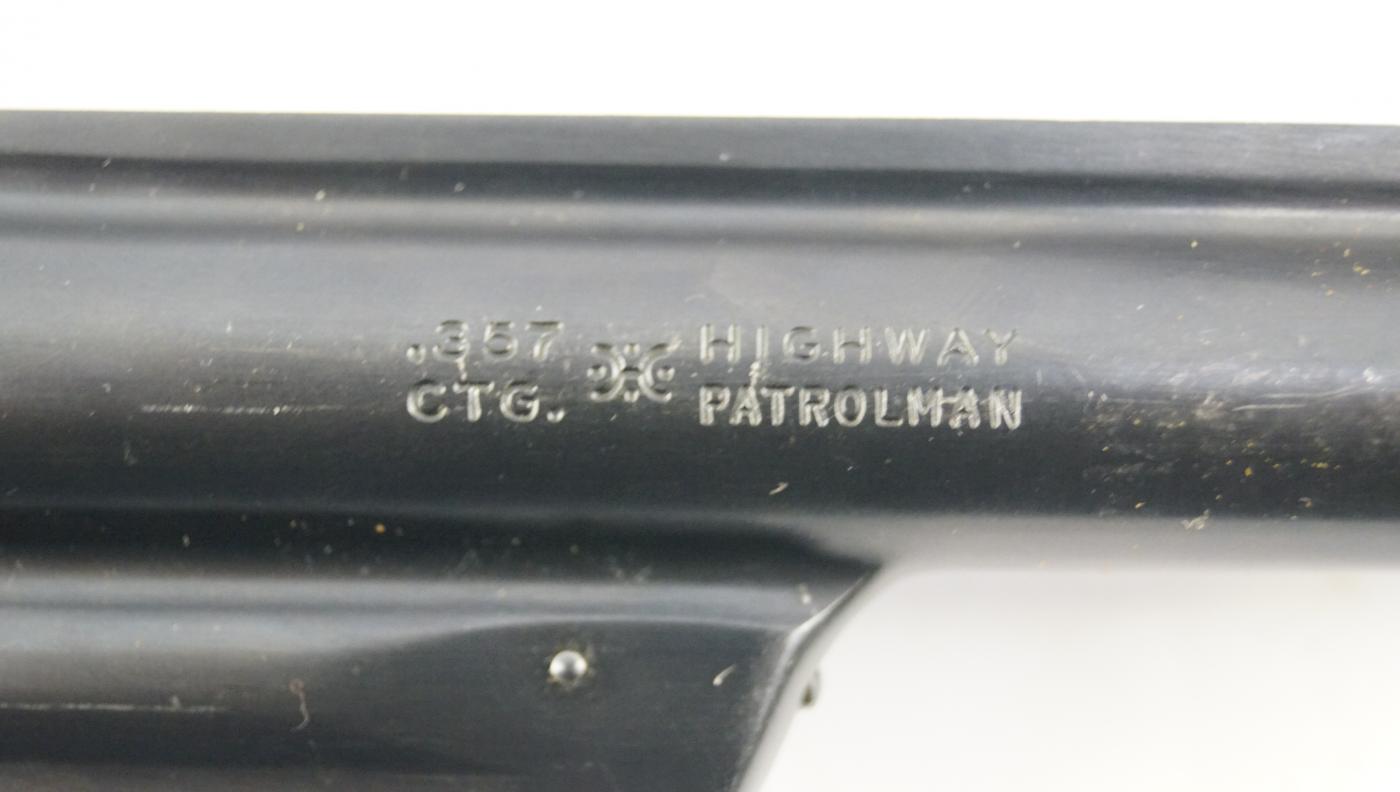 .357 HIGHWAY
CTG. PATROLMAN